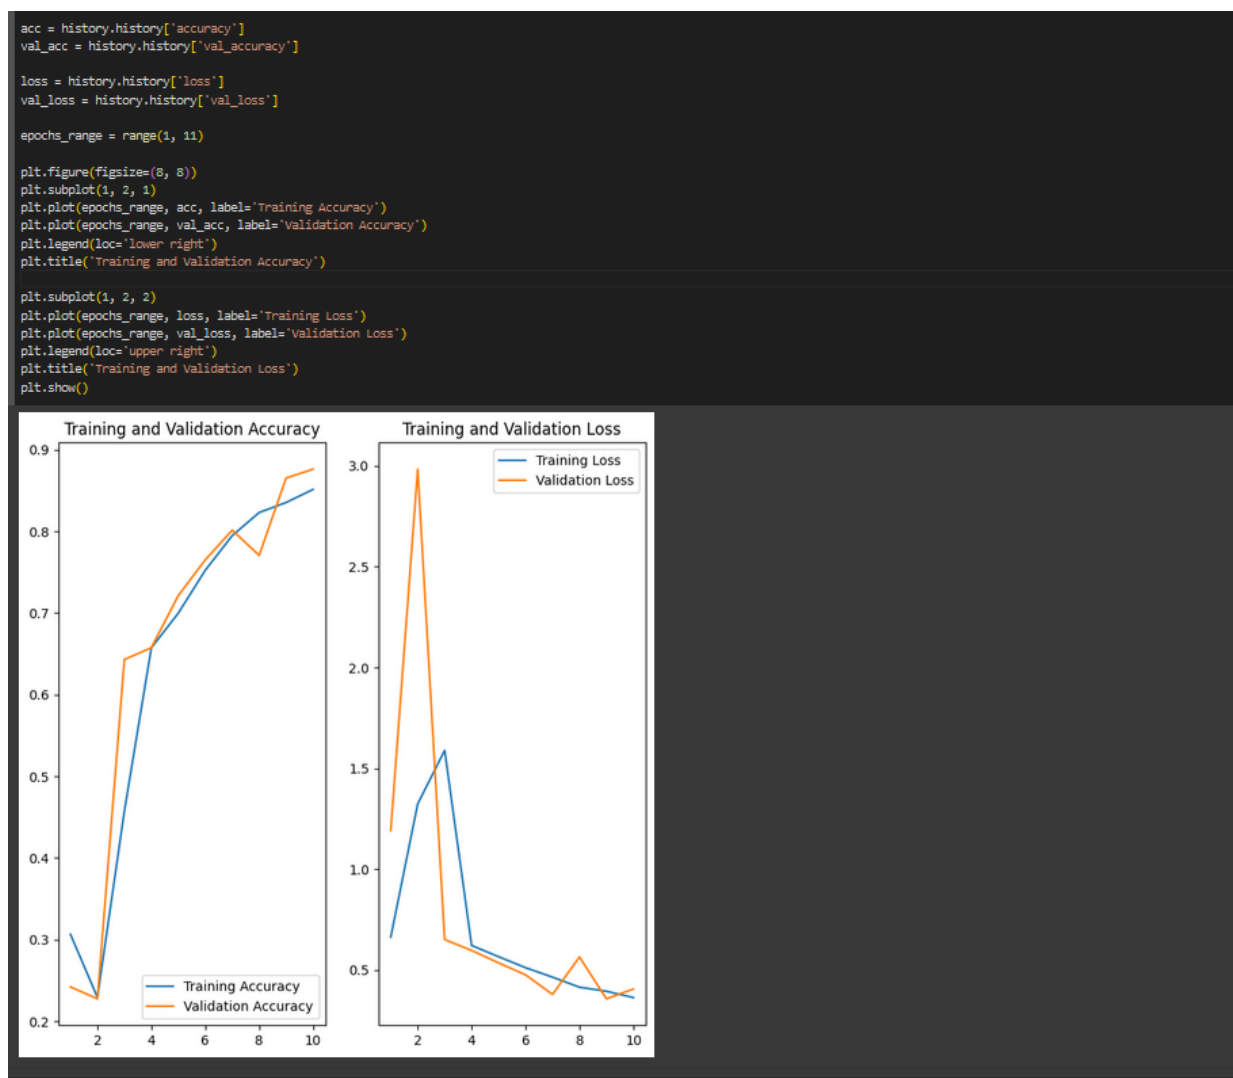 acc = history.history['accuracy']
val_acc = history.history['val_accuracy']
loss = history.history['loss']
val_loss = history.history['val_loss']
epochs_range = range(1, 11)
plt.figure(figsize=(8, 8))
plt.subplot(1, 2, 1)
plt.plot(epochs_range, acc, label='Training Accuracy')
plt.plot(epochs_range, val_acc, label='Validation Accuracy')
plt.legend(loc='lower right')
plt.title('Training and Validation Accuracy')
plt.subplot(1, 2, 2)
plt.plot(epochs_range, loss, label='Training Loss')
plt.plot(epochs_range, val_loss, label='Validation Loss')
plt.legend(loc='upper right')
plt.title('Training and Validation Loss')
plt.show()
Training and Validation Accuracy
0.9
0.8
0.7
0.6
0.5
0.4
0.3
0.2
Training Accuracy
Validation Accuracy
2 4 6 8 10
Training and Validation Loss
Training Loss
Validation Loss
3.0
2.5
2.0
1.5
1.0
0.5
2 4 6 8 10